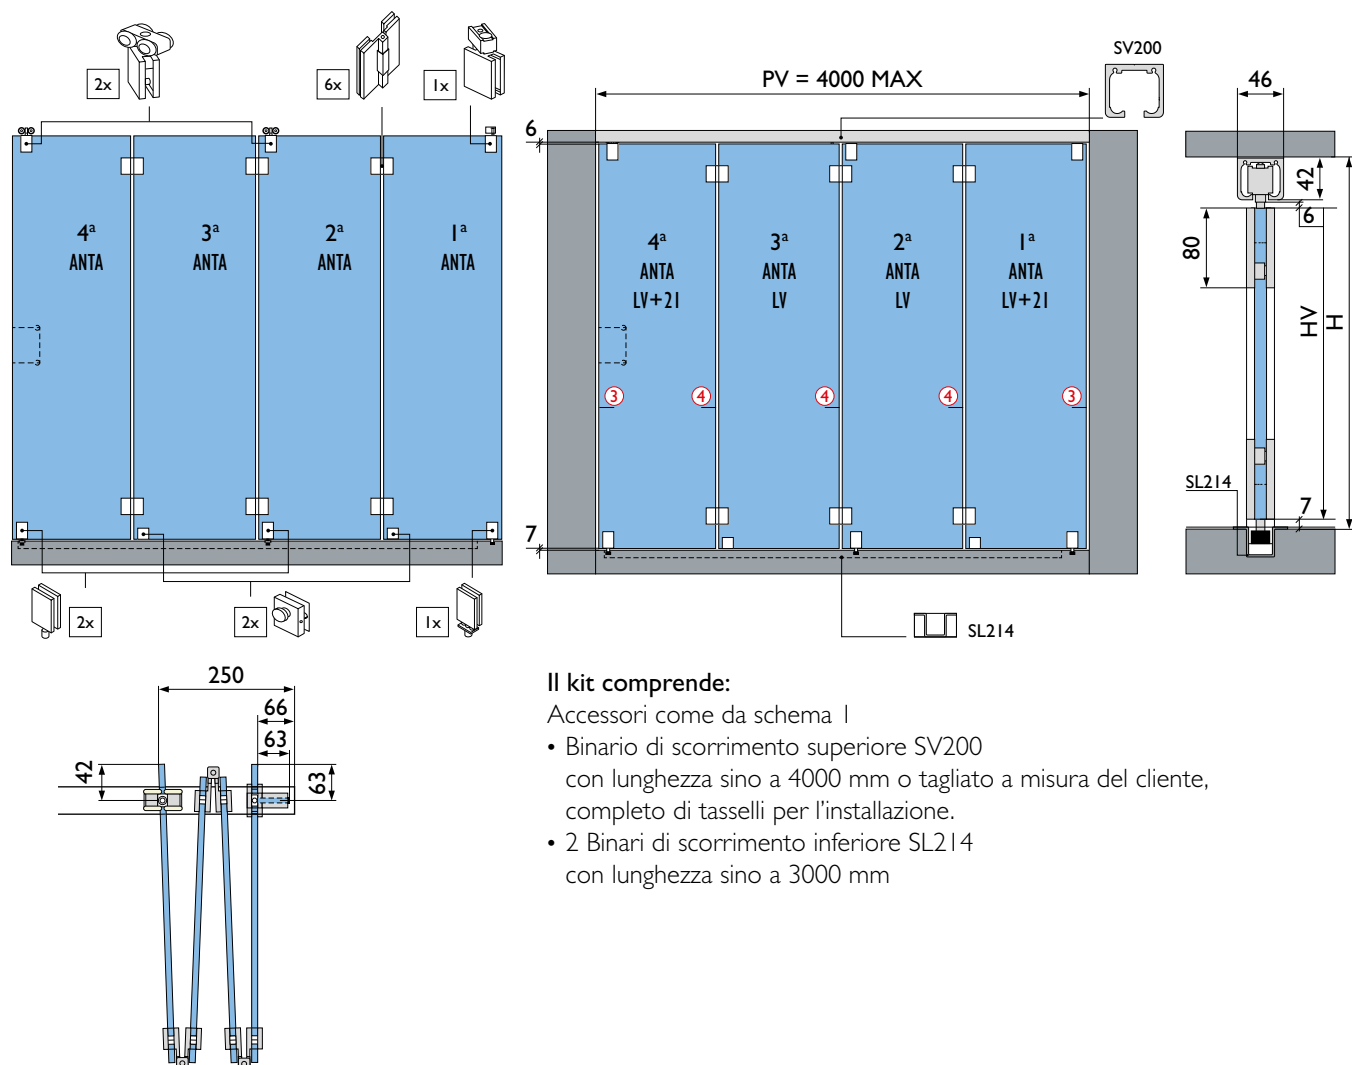 2x
6x
1x
4ª
ANTA
3ª
ANTA
2ª
ANTA
1ª
ANTA
2x
2x
1x
SV200
PV = 4000 MAX
6
4ª
ANTA
LV+21
3ª
ANTA
LV
2ª
ANTA
LV
1ª
ANTA
LV+21
3
4
4
4
3
7
SL214
46
42
6
80
HV
H
SL214
7
250
66
63
42
63
Il kit comprende:
Accessori come da schema 1
• Binario di scorrimento superiore SV200
con lunghezza sino a 4000 mm o tagliato a misura del cliente,
completo di tasselli per l'installazione.
• 2 Binari di scorrimento inferiore SL214
con lunghezza sino a 3000 mm